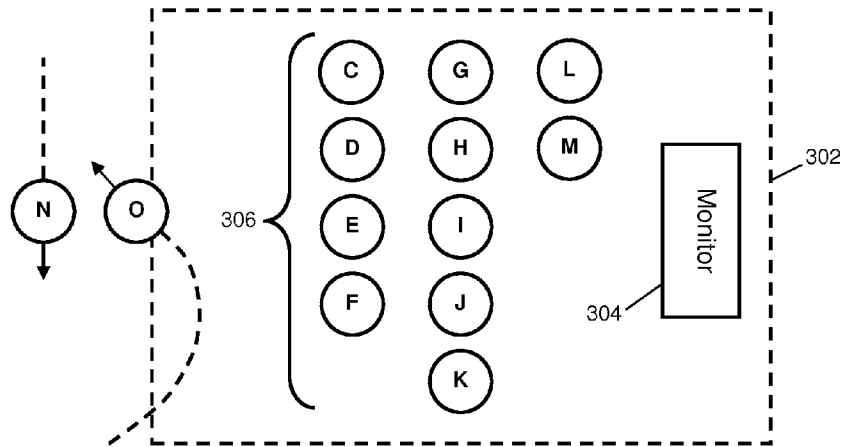 C G L
D H M
302
N O
306
E I
Monitor
F J
304
K